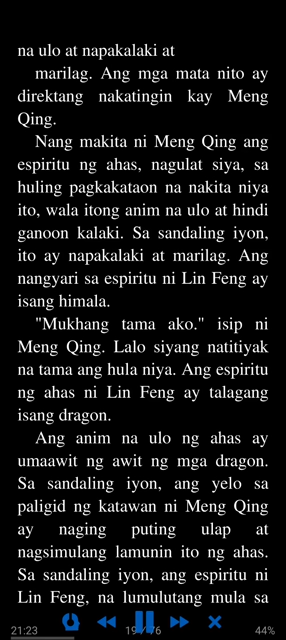 na ulo at napakalaki at
marilag. Ang mga mata nito ay
direktang nakatingin kay Meng
Qing.
Nang makita ni Meng Qing ang
espiritu ng ahas, nagulat siya, sa
huling pagkakataon na nakita niya
ito, wala itong anim na ulo at hindi
ganoon kalaki. Sa sandaling iyon,
ito ay napakalaki at marilag. Ang
nangyari sa espiritu ni Lin Feng ay
isang himala.
"Mukhang tama ako." isip ni
Meng Qing. Lalo siyang natitiyak
na tama ang hula niya. Ang espiritu
ng ahas ni Lin Feng ay talagang
isang dragon.
Ang anim na ulo ng ahas ay
umaawit ng awit ng mga dragon.
Sa sandaling iyon, ang yelo sa
paligid ng katawan ni Meng Qing
ay naging puting ulap at
nagsimulang lamunin ito ng ahas.
Sa sandaling iyon, ang espiritu ni
Lin Feng, na lumulutang mula sa
21:23 44%